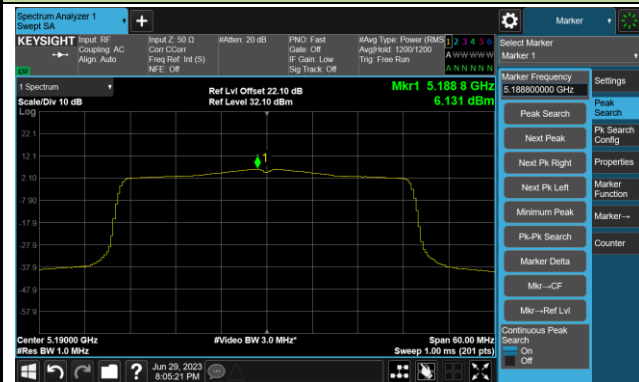 Spectrum Analyzer 1
Swept SA
+
Marker
KEYSIGHT
Input: RF
Coupling: AC
Align: Auto
Input Z: 50 Ω
Corr CCorr
Freq Ref: Int (S)
NFE: Off
#Atten: 20 dB
PNO: Fast
Gate: Off
IF Gain: Low
Sig Track: Off
#Avg Type: Power (RMS
Avg|Hold: 1200/1200
Trig: Free Run
1 2 3 4 5 6
A W W W W W
A N N N N N
LVI
Select Marker
Marker 1
1 Spectrum
Scale/Div 10 dB
Log
Ref Lvl Offset 22.10 dB
Ref Level 32.10 dBm
Mkr1 5.188 8 GHz
6.131 dBm
22.1
12.1
2.10
-7.90
-17.9
-27.9
-37.9
-47.9
-57.9
1
Center 5.19000 GHz
#Res BW 1.0 MHz
#Video BW 3.0 MHz*
Span 60.00 MHz
Sweep 1.00 ms (201 pts)
Marker Frequency
5.188800000 GHz
Peak Search
Next Peak
Next Pk Right
Next Pk Left
Minimum Peak
Pk-Pk Search
Marker Delta
Mkr→CF
Mkr→Ref Lvl
Continuous Peak
Search
On
Off
Settings
Peak
Search
Pk Search
Config
Properties
Marker
Function
Marker→
Counter
?
Jun 29, 2023
8:05:21 PM